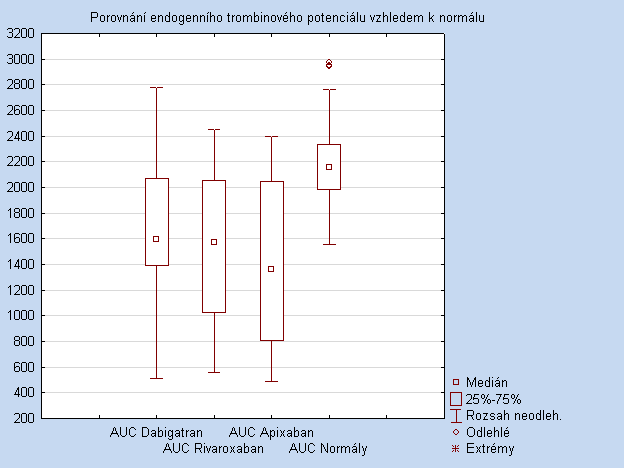 Porovnání endogenního trombinového potenciálu vzhledem k normálu
3200
3000
2800
2600
2400
2200
2000
1800
1600
1400
1200
1000
800
600
400
200
AUC Dabigatran
AUC Rivaroxaban
AUC Apixaban
AUC Normály
Medián
25%-75%
Rozsah neodleh.
Odlehlé
Extrémy